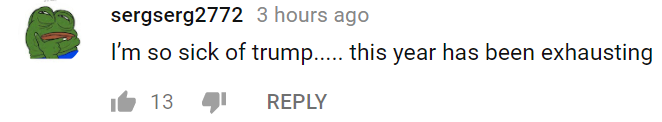 sergserg2772 3 hours ago
I'm so sick of trump..... this year has been exhausting
13 REPLY